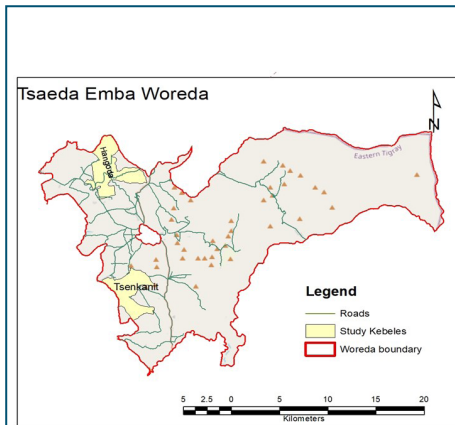 Tsaeda Emba Woreda
N
Eastern Tigray
Tsenkanit
Legend
Roads
Study Kebeles
Woreda boundary
5 2.5 0 5 10 15 20
Kilometers